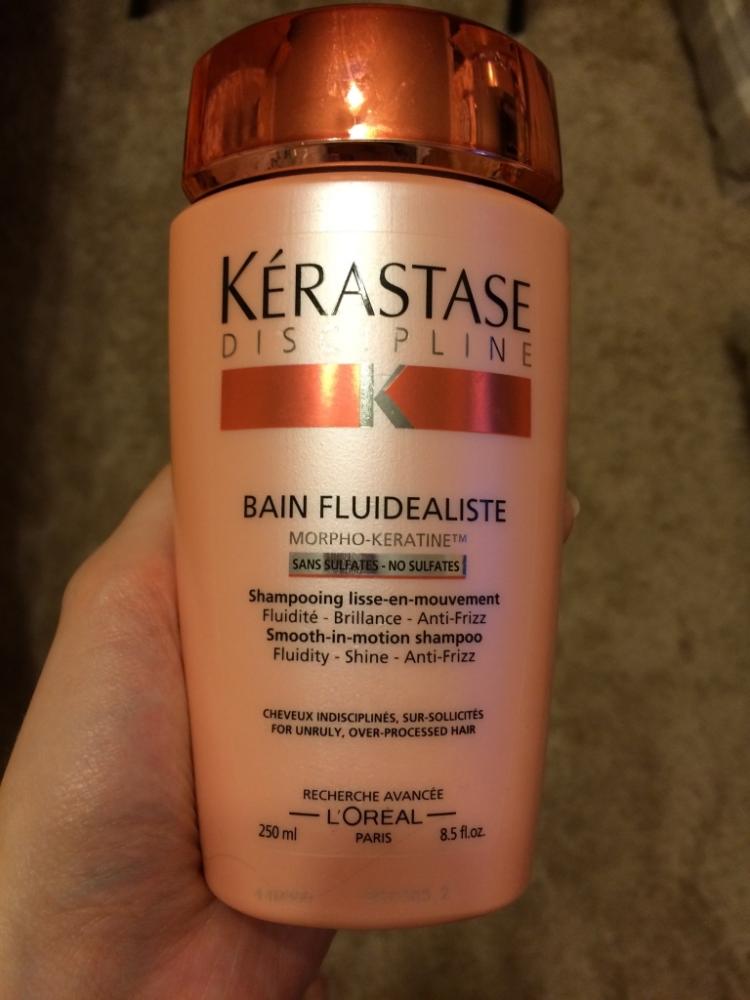 KÉRASTASE
DISCIPLINE
K
BAIN FLUIDEALISTE
MORPHO-KERATINE™
SANS SULFATES - NO SULFATES
Shampooing lisse-en-mouvement
Fluidité - Brillance - Anti-Frizz
Smooth-in-motion shampoo
Fluidity - Shine - Anti-Frizz
CHEVEUX INDISCIPLINÉS, SUR-SOLLICITÉS
FOR UNRULY, OVER-PROCESSED HAIR
RECHERCHE AVANCÉE
L'ORÉAL
250 ml PARIS 8.5 fl.oz.